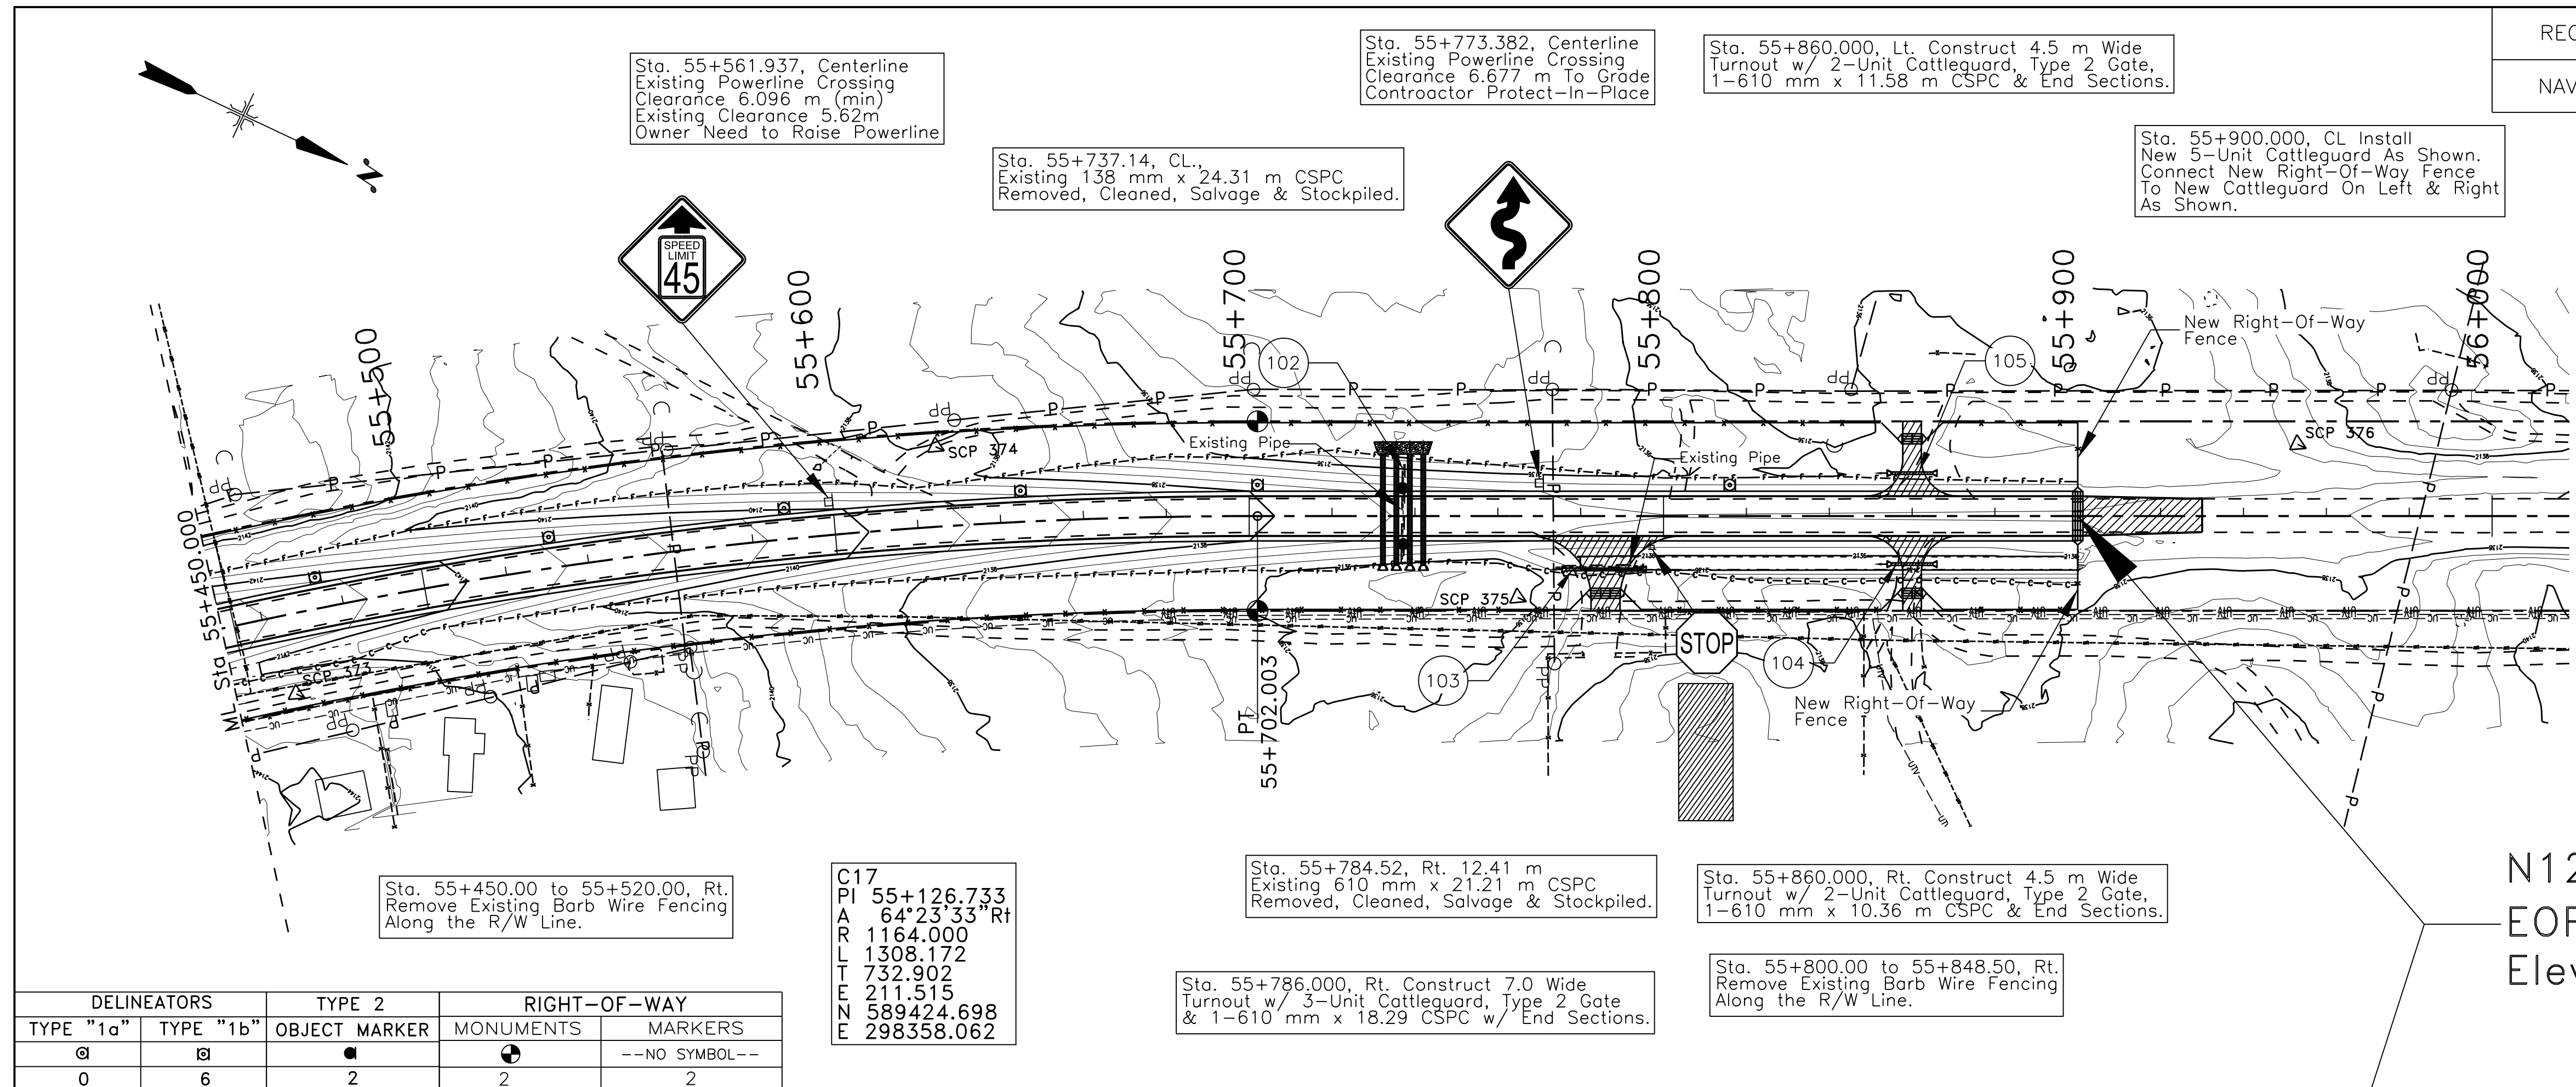 REC
NAV
Sta. 55+561.937, Centerline
Existing Powerline Crossing
Clearance 6.096 m (min)
Existing Clearance 5.62m
Owner Need to Raise Powerline
Sta. 55+773.382, Centerline
Existing Powerline Crossing
Clearance 6.677 m To Grade
Controactor Protect-In-Place
Sta. 55+860.000, Lt. Construct 4.5 m Wide
Turnout w/ 2-Unit Cattleguard, Type 2 Gate,
1-610 mm x 11.58 m CSPC & End Sections.
Sta. 55+737.14, CL.,
Existing 138 mm x 24.31 m CSPC
Removed, Cleaned, Salvage & Stockpiled.
Sta. 55+900.000, CL Install
New 5-Unit Cattleguard As Shown.
Connect New Right-Of-Way Fence
To New Cattleguard On Left & Right
As Shown.
N
SPEED
LIMIT
45
55+500
55+600
55+700
55+800
55+900
56+000
102
105
New Right-Of-Way
Fence
SCP 374
Existing Pipe
Existing Pipe
SCP 376
ML Sta 55+450.000
SCP 373
SCP 375
STOP
103
104
New Right-Of-Way
Fence
PT
55+702.003
Sta. 55+450.00 to 55+520.00, Rt.
Remove Existing Barb Wire Fencing
Along the R/W Line.
C17
PI 55+126.733
A 64°23'33"Rt
R 1164.000
L 1308.172
T 732.902
E 211.515
N 589424.698
E 298358.062
Sta. 55+784.52, Rt. 12.41 m
Existing 610 mm x 21.21 m CSPC
Removed, Cleaned, Salvage & Stockpiled.
Sta. 55+860.000, Rt. Construct 4.5 m Wide
Turnout w/ 2-Unit Cattleguard, Type 2 Gate,
1-610 mm x 10.36 m CSPC & End Sections.
Sta. 55+786.000, Rt. Construct 7.0 Wide
Turnout w/ 3-Unit Cattleguard, Type 2 Gate
& 1-610 mm x 18.29 CSPC w/ End Sections.
Sta. 55+800.00 to 55+848.50, Rt.
Remove Existing Barb Wire Fencing
Along the R/W Line.
N12
EOP
Elev
DELINEATORS TYPE 2 RIGHT-OF-WAY
TYPE "1a" TYPE "1b" OBJECT MARKER MONUMENTS MARKERS
--NO SYMBOL--
0 6 2 2 2